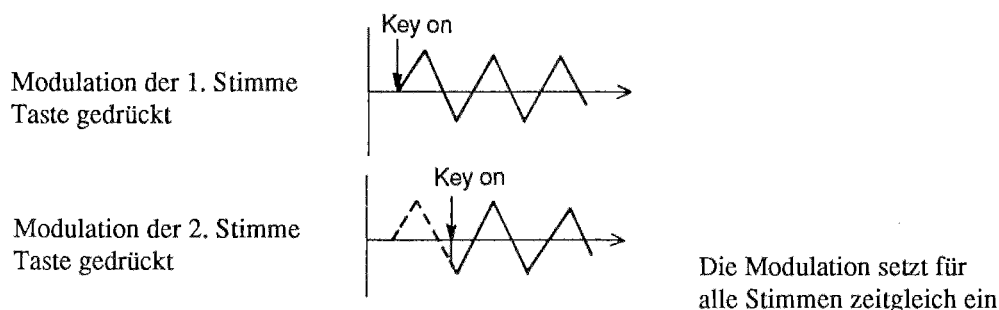 Key on
Modulation der 1. Stimme
Taste gedrückt
Key on
Modulation der 2. Stimme
Taste gedrückt
Die Modulation setzt für
alle Stimmen zeitgleich ein